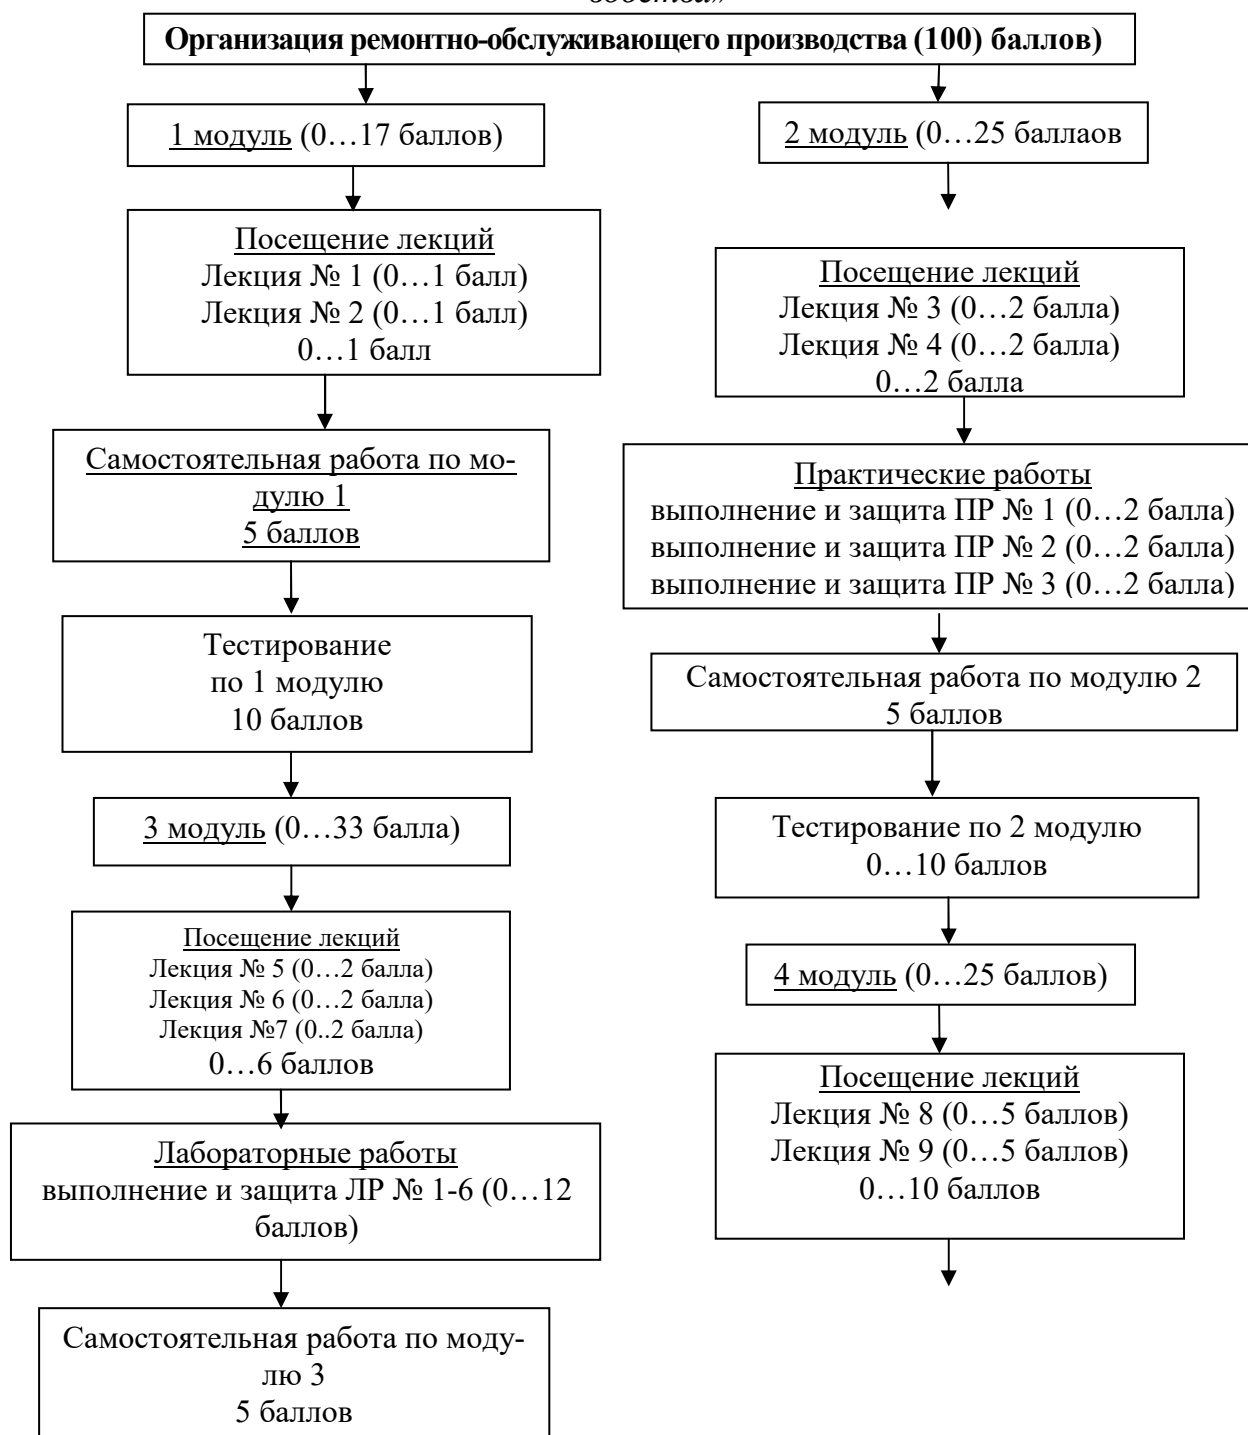 Организация ремонтно-обслуживающего производства (100) баллов)
1 модуль (0…17 баллов)
Посещение лекций
Лекция № 1 (0…1 балл)
Лекция № 2 (0…1 балл)
0…1 балл
Самостоятельная работа по мо-
дулю 1
5 баллов
Тестирование
по 1 модулю
10 баллов
3 модуль (0…33 балла)
Посещение лекций
Лекция № 5 (0…2 балла)
Лекция № 6 (0…2 балла)
Лекция №7 (0..2 балла)
0…6 баллов
Лабораторные работы
выполнение и защита ЛР № 1-6 (0…12
баллов)
Самостоятельная работа по моду-
лю 3
5 баллов
2 модуль (0…25 баллаов
Посещение лекций
Лекция № 3 (0…2 балла)
Лекция № 4 (0…2 балла)
0…2 балла
Практические работы
выполнение и защита ПР № 1 (0…2 балла)
выполнение и защита ПР № 2 (0…2 балла)
выполнение и защита ПР № 3 (0…2 балла)
Самостоятельная работа по модулю 2
5 баллов
Тестирование по 2 модулю
0…10 баллов
4 модуль (0…25 баллов)
Посещение лекций
Лекция № 8 (0…5 баллов)
Лекция № 9 (0…5 баллов)
0…10 баллов